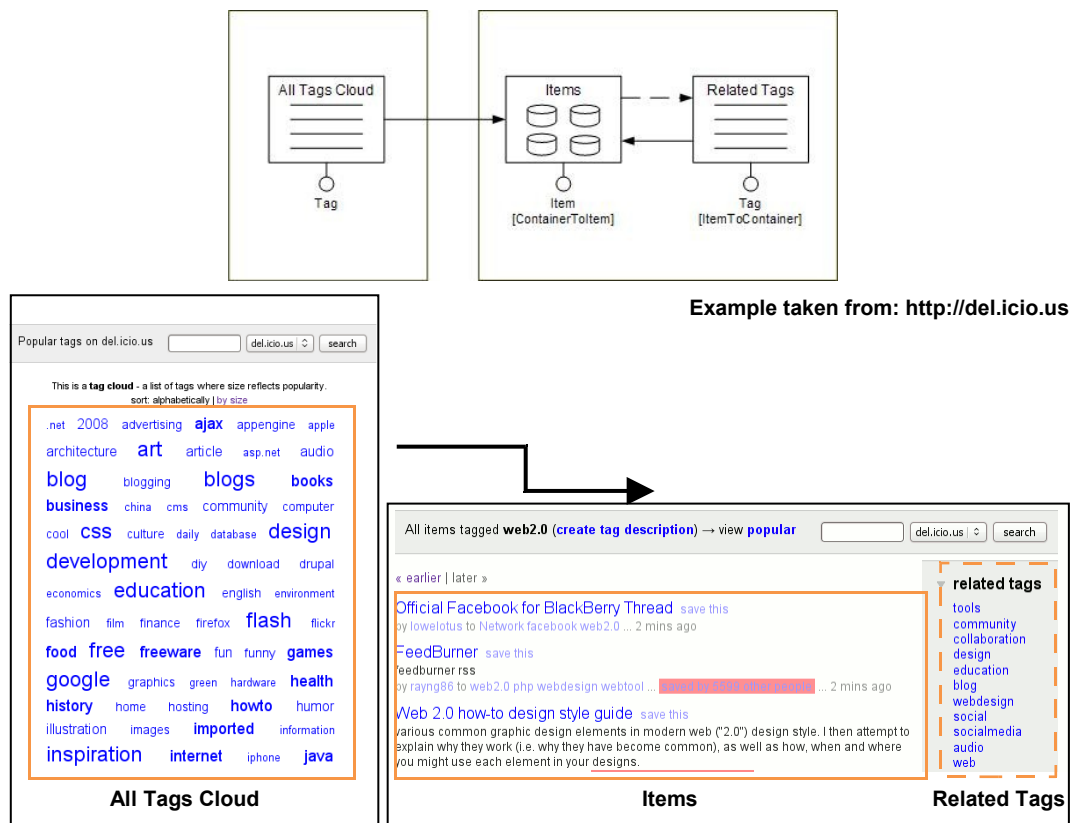 All Tags Cloud
Items
Related Tags
Tag
Item
[ContainerToItem]
Tag
[ItemToContainer]
Example taken from: http://del.icio.us
Popular tags on del.icio.us del.icio.us search
This is a tag cloud - a list of tags where size reflects popularity.
sort: alphabetically | by size
.net 2008 advertising ajax appengine apple
architecture art article asp.net audio
blog blogging blogs books
business china cms community computer
cool css culture daily database design
development diy download drupal
economics education english environment
fashion film finance firefox flash flickr
food free freeware fun funny games
google graphics green hardware health
history home hosting howto humor
illustration images imported information
inspiration internet iphone java
All Tags Cloud
All items tagged web2.0 (create tag description) → view popular del.icio.us search
« earlier | later »
Official Facebook for BlackBerry Thread save this
by lowelotus to Network facebook web2.0 ... 2 mins ago
FeedBurner save this
feedburner rss
by rayng86 to web2.0 php webdesign webtool ... saved by 5599 other people ... 2 mins ago
Web 2.0 how-to design style guide save this
various common graphic design elements in modern web ("2.0") design style. I then attempt to
explain why they work (i.e. why they have become common), as well as how, when and where
you might use each element in your designs.
related tags
tools
community
collaboration
design
education
blog
webdesign
social
socialmedia
audio
web
Items
Related Tags